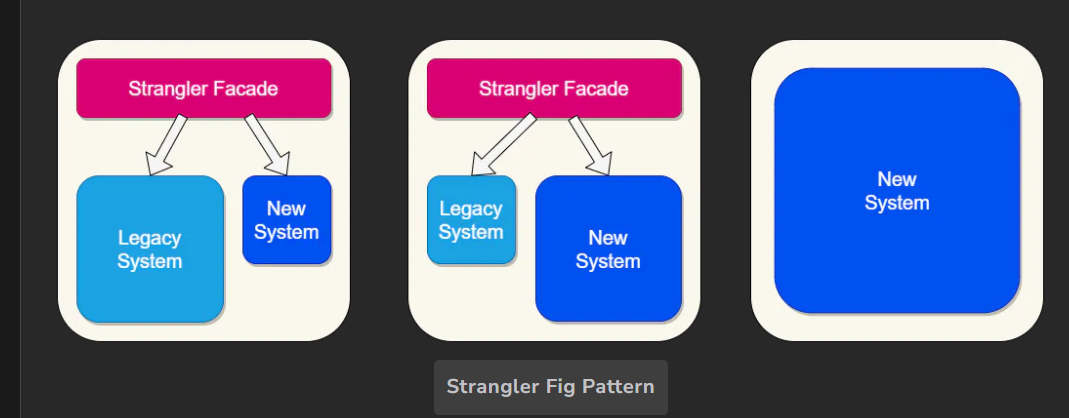 Strangler Facade
Legacy
System
New
System
Strangler Facade
Legacy
System
New
System
New
System
Strangler Fig Pattern